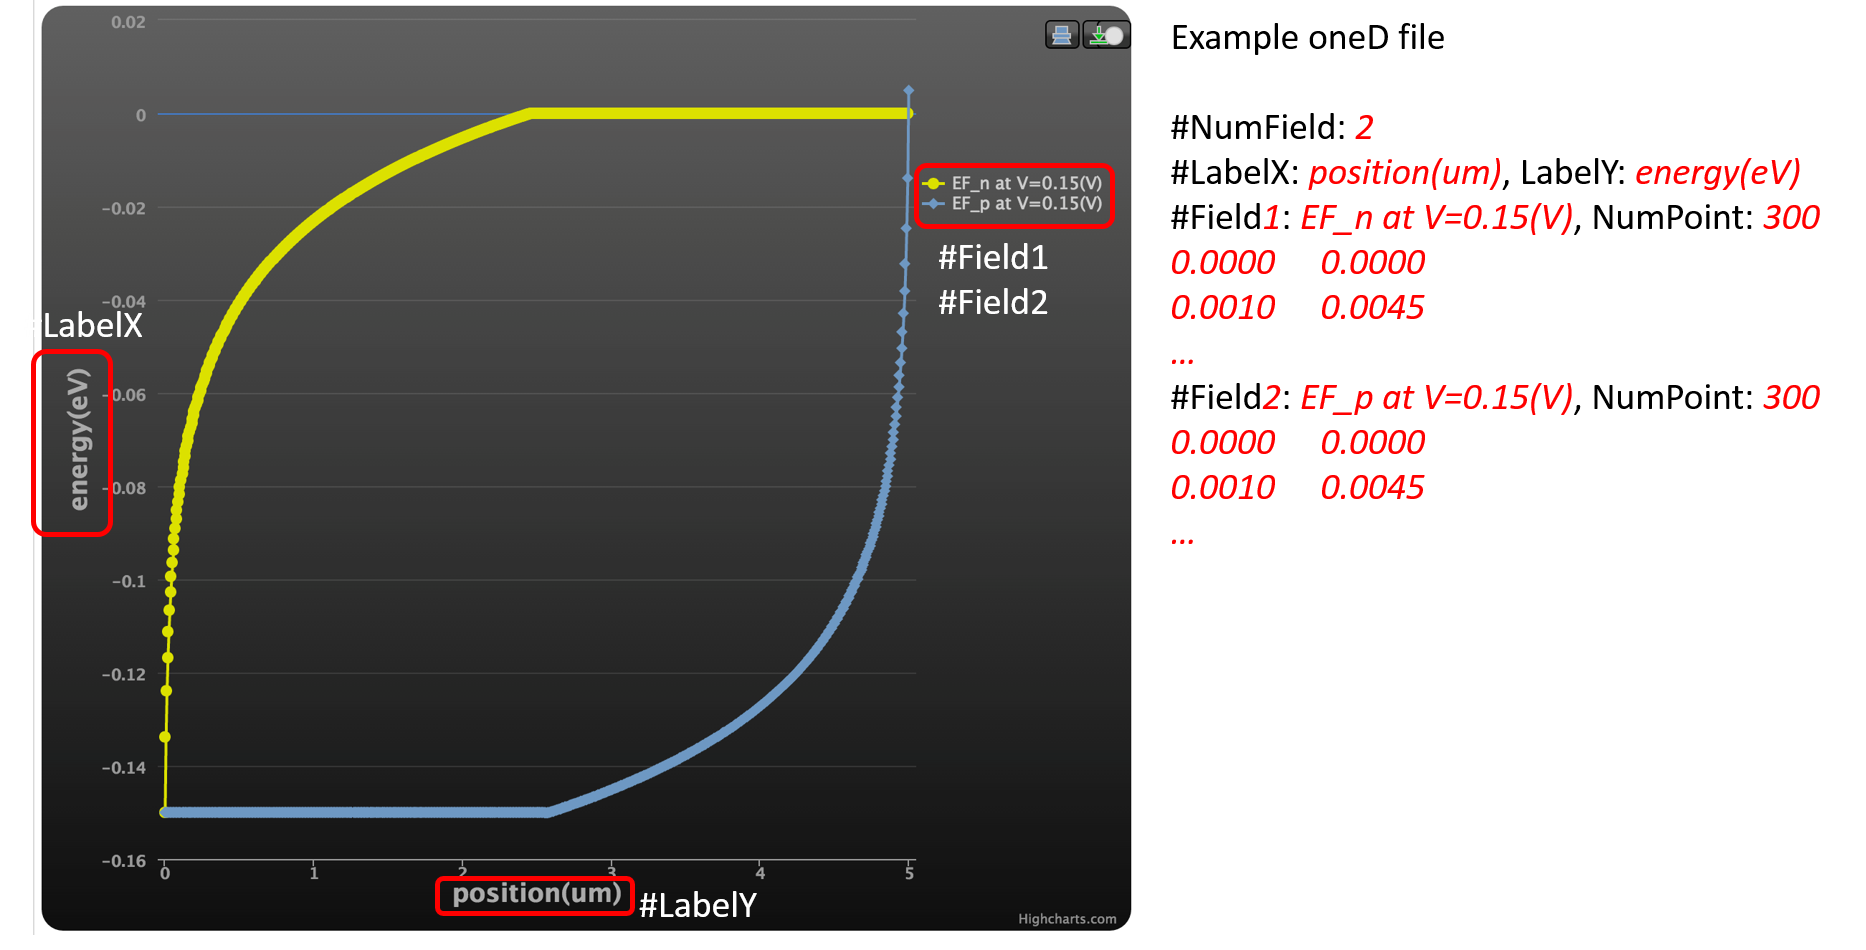 0.02
0
−0.02
−0.04
−0.06
−0.08
−0.1
−0.12
−0.14
−0.16
#LabelX
energy(eV)
0
1
2
3
4
5
position(um)
#LabelY
EF_n at V=0.15(V)
EF_p at V=0.15(V)
#Field1
#Field2
Highcharts.com
Example oneD file
#NumField: 2
#LabelX: position(um), LabelY: energy(eV)
#Field1: EF_n at V=0.15(V), NumPoint: 300
0.0000 0.0000
0.0010 0.0045
...
#Field2: EF_p at V=0.15(V), NumPoint: 300
0.0000 0.0000
0.0010 0.0045
...